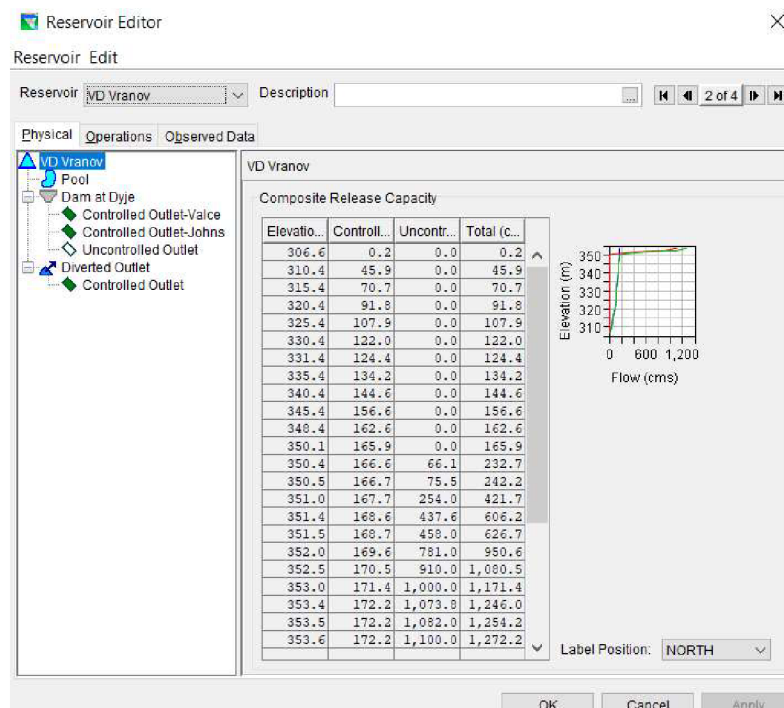 Reservoir Editor
Reservoir Edit
Reservoir VD Vranov Description ... 2 of 4
Physical Operations Observed Data
VD Vranov
Pool
Dam at Dyje
Controlled Outlet-Valce
Controlled Outlet-Johns
Uncontrolled Outlet
Diverted Outlet
Controlled Outlet
VD Vranov
Composite Release Capacity
Elevatio... Controll... Uncontr... Total (c...
306.6 0.2 0.0 0.2
310.4 45.9 0.0 45.9
315.4 70.7 0.0 70.7
320.4 91.8 0.0 91.8
325.4 107.9 0.0 107.9
330.4 122.0 0.0 122.0
331.4 124.4 0.0 124.4
335.4 134.2 0.0 134.2
340.4 144.6 0.0 144.6
345.4 156.6 0.0 156.6
348.4 162.6 0.0 162.6
350.1 165.9 0.0 165.9
350.4 166.6 66.1 232.7
350.5 166.7 75.5 242.2
351.0 167.7 254.0 421.7
351.4 168.6 437.6 606.2
351.5 168.7 458.0 626.7
352.0 169.6 781.0 950.6
352.5 170.5 910.0 1,080.5
353.0 171.4 1,000.0 1,171.4
353.4 172.2 1,073.8 1,246.0
353.5 172.2 1,082.0 1,254.2
353.6 172.2 1,100.0 1,272.2
Elevation (m)
350
340
330
320
310
0 600 1,200
Flow (cms)
Label Position: NORTH
OK Cancel Apply